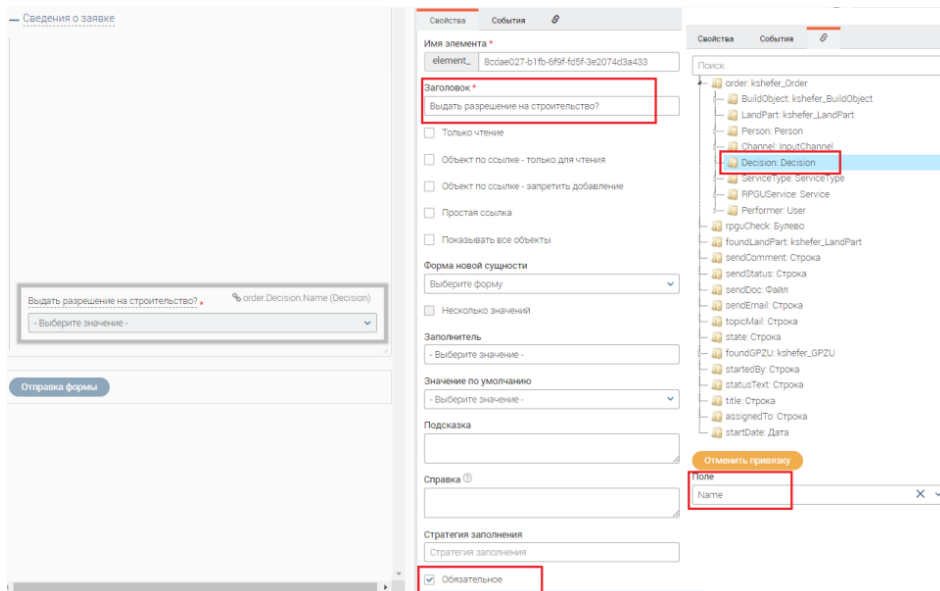 Сведения о заявке
Выдать разрешение на строительство? *
order.Decision.Name (Decision)
- Выберите значение -
Отправка формы
Свойства
События
Имя элемента *
element_
8cdae027-b1fb-6f9f-fd5f-3e2074d3a433
Заголовок *
Выдать разрешение на строительство?
Только чтение
Объект по ссылке - только для чтения
Объект по ссылке - запретить добавление
Простая ссылка
Показывать все объекты
Форма новой сущности
Выберите форму
Несколько значений
Заполнитель
- Выберите значение -
Значение по умолчанию
- Выберите значение -
Подсказка
Справка
Стратегия заполнения
Стратегия заполнения
Обязательное
Свойства
События
Поиск
order: kshefer_Order
BuildObject: kshefer_BuildObject
LandPart: kshefer_LandPart
Person: Person
Channel: InputChannel
Decision: Decision
ServiceType: ServiceType
RPGUService: Service
Performer: User
rpguCheck: Булево
foundLandPart: kshefer_LandPart
sendComment: Строка
sendStatus: Строка
sendDoc: Файл
sendEmail: Строка
topicMail: Строка
state: Строка
foundGPZU: kshefer_GPZU
startedBy: Строка
statusText: Строка
title: Строка
assignedTo: Строка
startDate: Дата
Отменить привязку
Поле
Name